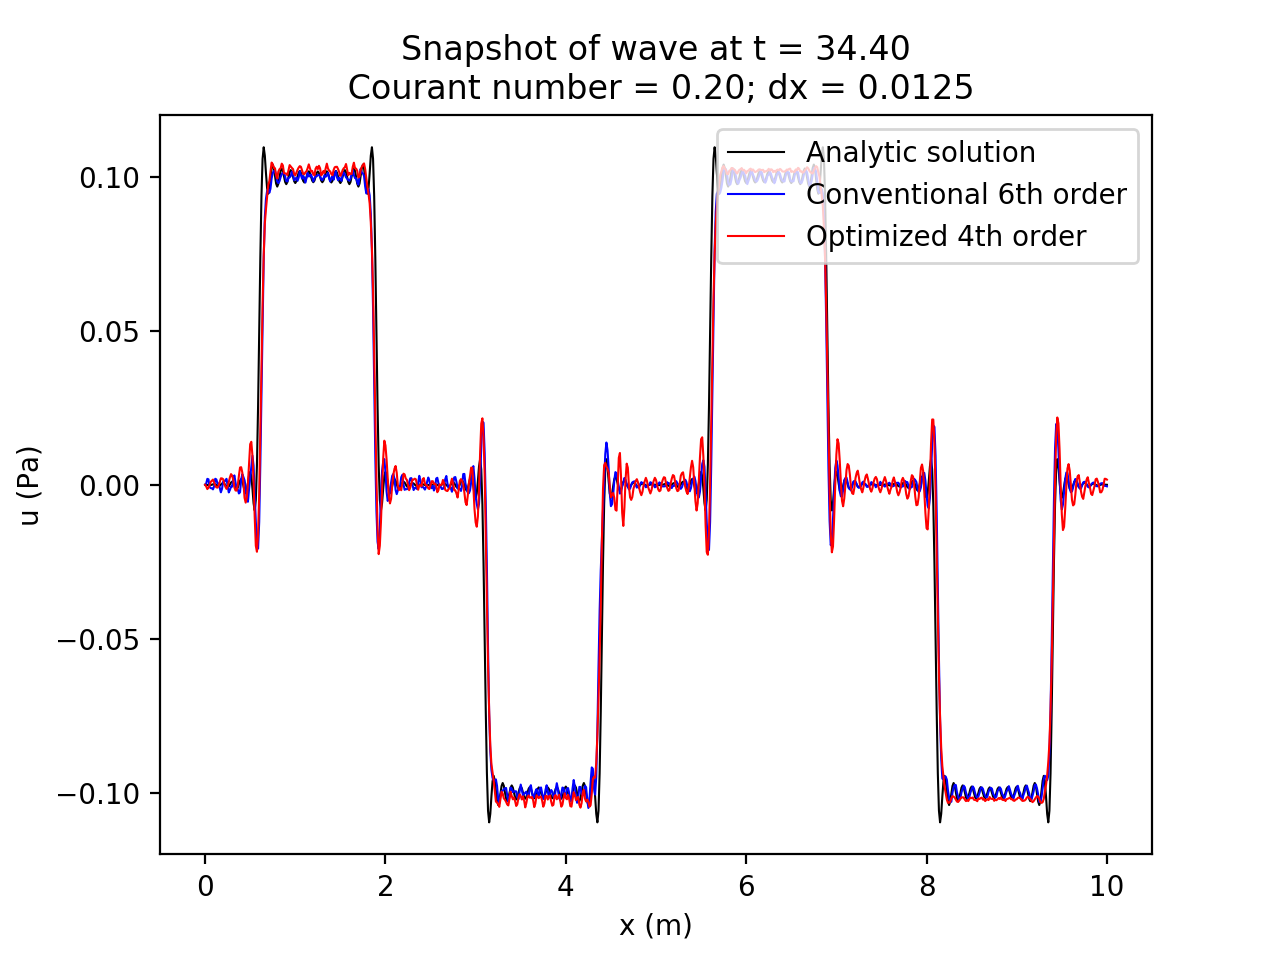 Snapshot of wave at t = 34.40
Courant number = 0.20; dx = 0.0125
Analytic solution
Conventional 6th order
Optimized 4th order
0.10
0.05
0.00
−0.05
−0.10
u (Pa)
0 2 4 6 8 10
x (m)